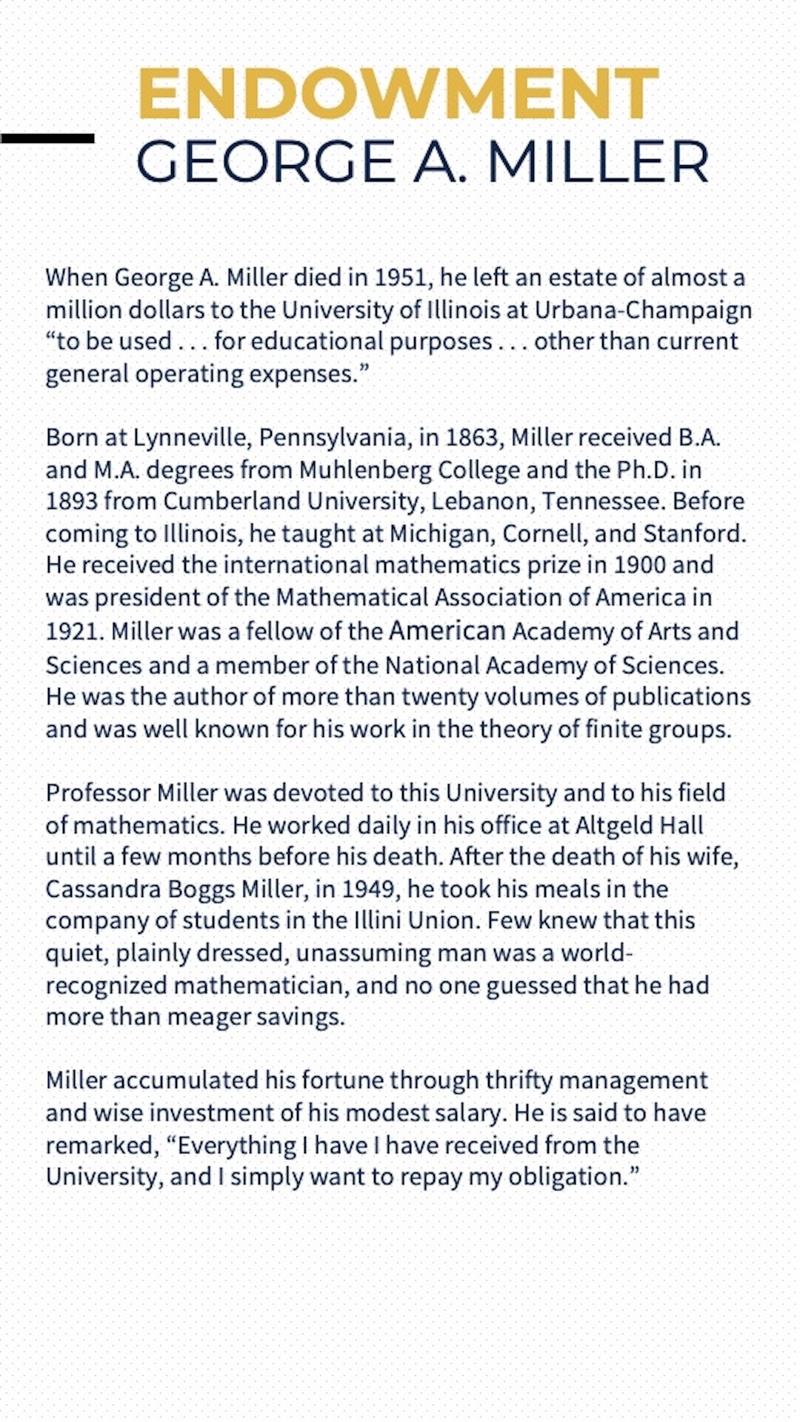 ENDOWMENT
GEORGE A. MILLER
When George A. Miller died in 1951, he left an estate of almost a
million dollars to the University of Illinois at Urbana-Champaign
“to be used . . . for educational purposes . . . other than current
general operating expenses.”
Born at Lynneville, Pennsylvania, in 1863, Miller received B.A.
and M.A. degrees from Muhlenberg College and the Ph.D. in
1893 from Cumberland University, Lebanon, Tennessee. Before
coming to Illinois, he taught at Michigan, Cornell, and Stanford.
He received the international mathematics prize in 1900 and
was president of the Mathematical Association of America in
1921. Miller was a fellow of the American Academy of Arts and
Sciences and a member of the National Academy of Sciences.
He was the author of more than twenty volumes of publications
and was well known for his work in the theory of finite groups.
Professor Miller was devoted to this University and to his field
of mathematics. He worked daily in his office at Altgeld Hall
until a few months before his death. After the death of his wife,
Cassandra Boggs Miller, in 1949, he took his meals in the
company of students in the Illini Union. Few knew that this
quiet, plainly dressed, unassuming man was a world-
recognized mathematician, and no one guessed that he had
more than meager savings.
Miller accumulated his fortune through thrifty management
and wise investment of his modest salary. He is said to have
remarked, “Everything I have I have received from the
University, and I simply want to repay my obligation.”